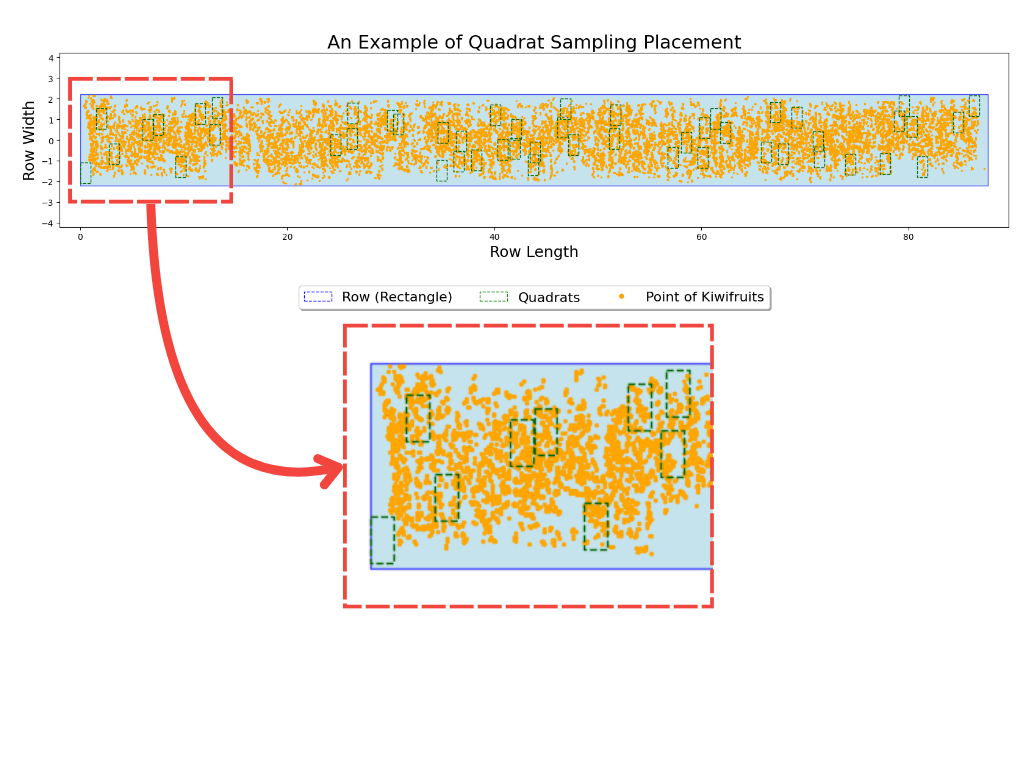 An Example of Quadrat Sampling Placement
4
3
2
1
0
−1
−2
−3
−4
Row Width
0 20 40 60 80
Row Length
Row (Rectangle) Quadrats Point of Kiwifruits